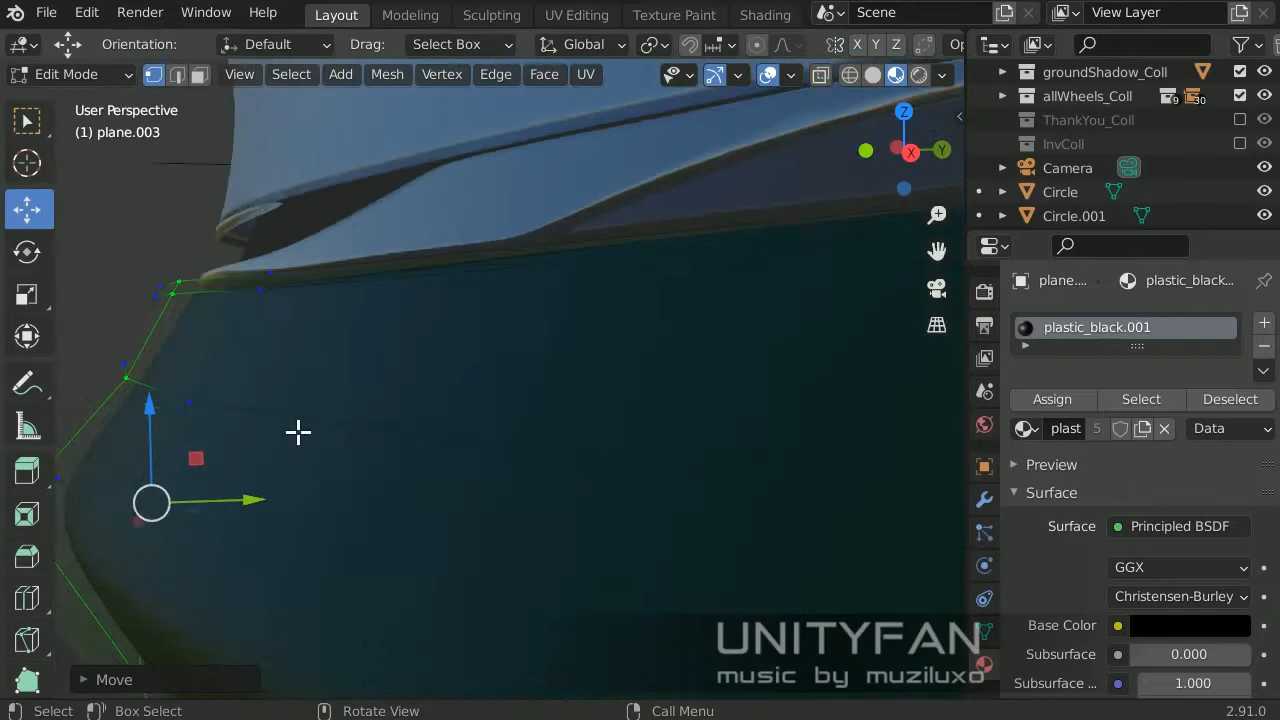 File Edit Render Window Help Layout Modeling Sculpting UV Editing Texture Paint Shading Scene View Layer
Orientation: Default Drag: Select Box Global X Y Z Op
Edit Mode View Select Add Mesh Vertex Edge Face UV
groundShadow_Coll
allWheels_Coll 9 30
ThankYou_Coll
InvColl
Camera
Circle
Circle.001
User Perspective
(1) plane.003
Z
X Y
plane.... plastic_black...
plastic_black.001
Assign Select Deselect
plast 5 Data
Preview
Surface
Surface Principled BSDF
GGX
Christensen-Burley
Base Color
Subsurface 0.000
Subsurface ... 1.000
UNITYFAN
music by muziluxo
Move
Select Box Select Rotate View Call Menu 2.91.0